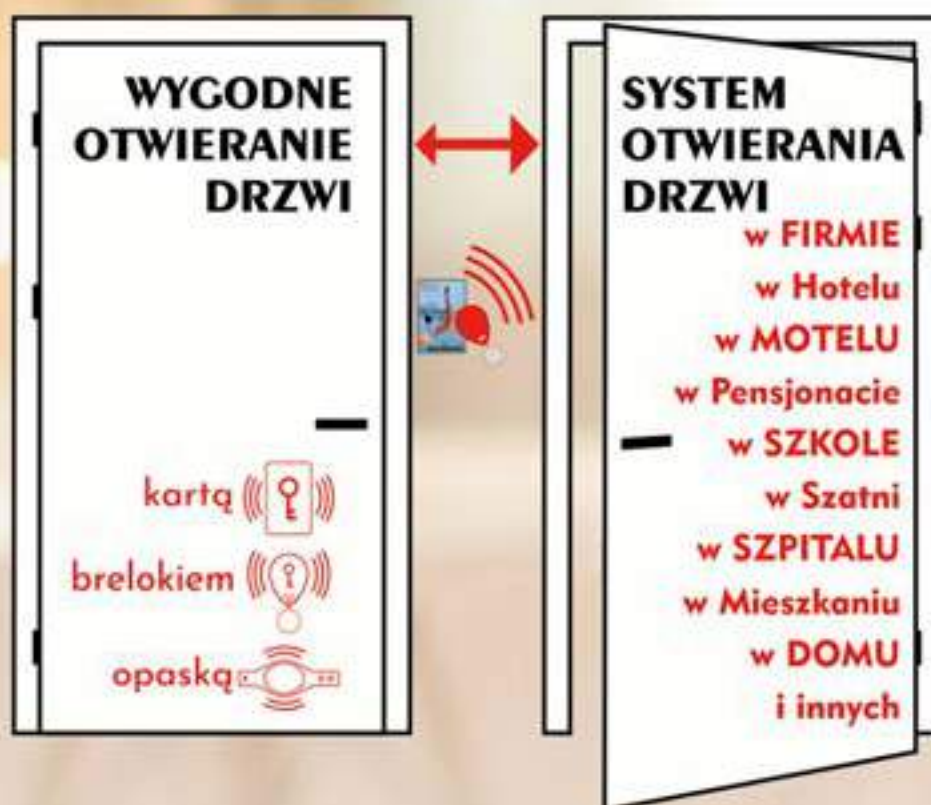 WYGODNE
OTWIERANIE
DRZWI
kartą
brelokiem
opaską
SYSTEM
OTWIERANIA
DRZWI
w FIRMIE
w Hotelu
w MOTELU
w Pensjonacie
w SZKOLE
w Szatni
w SZPITALU
w Mieszkaniu
w DOMU
i innych